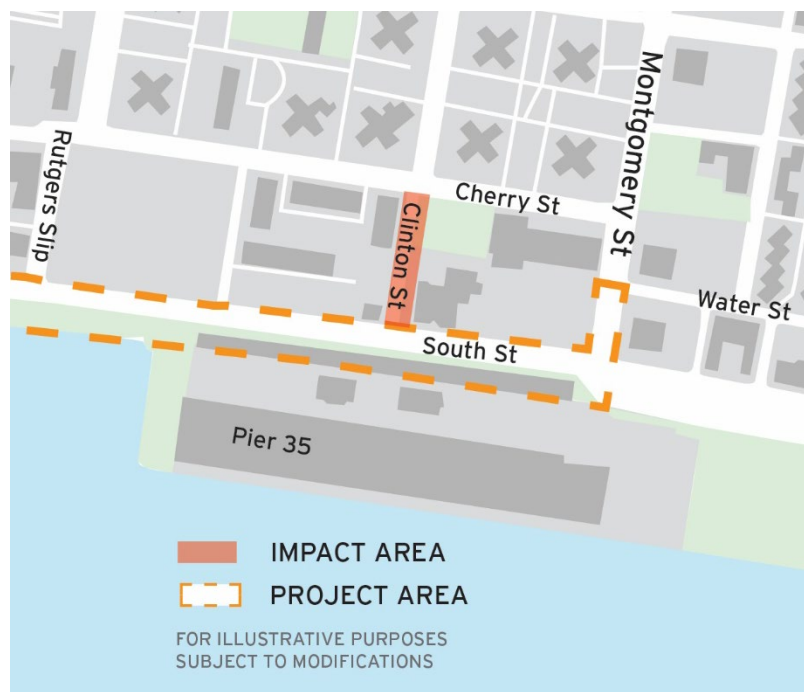 Montgomery St
Rutgers Slip
Cherry St
Clinton St
Water St
South St
Pier 35
IMPACT AREA
PROJECT AREA
FOR ILLUSTRATIVE PURPOSES
SUBJECT TO MODIFICATIONS